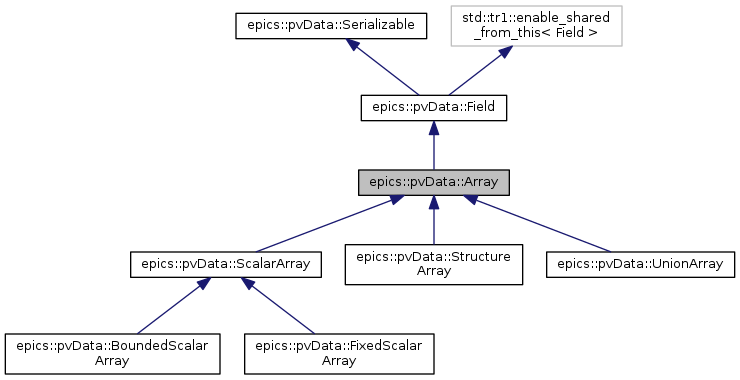 epics::pvData::Serializable
std::tr1::enable_shared
_from_this< Field >
epics::pvData::Field
epics::pvData::Array
epics::pvData::ScalarArray
epics::pvData::Structure
Array
epics::pvData::UnionArray
epics::pvData::BoundedScalar
Array
epics::pvData::FixedScalar
Array